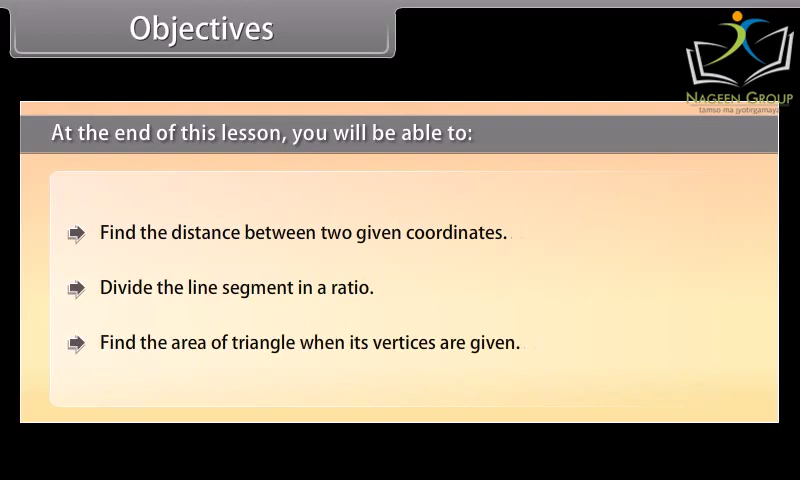 Objectives
NAGEEN GROUP
tamso ma jyotirgamaya
At the end of this lesson, you will be able to:
Find the distance between two given coordinates.
Divide the line segment in a ratio.
Find the area of triangle when its vertices are given.